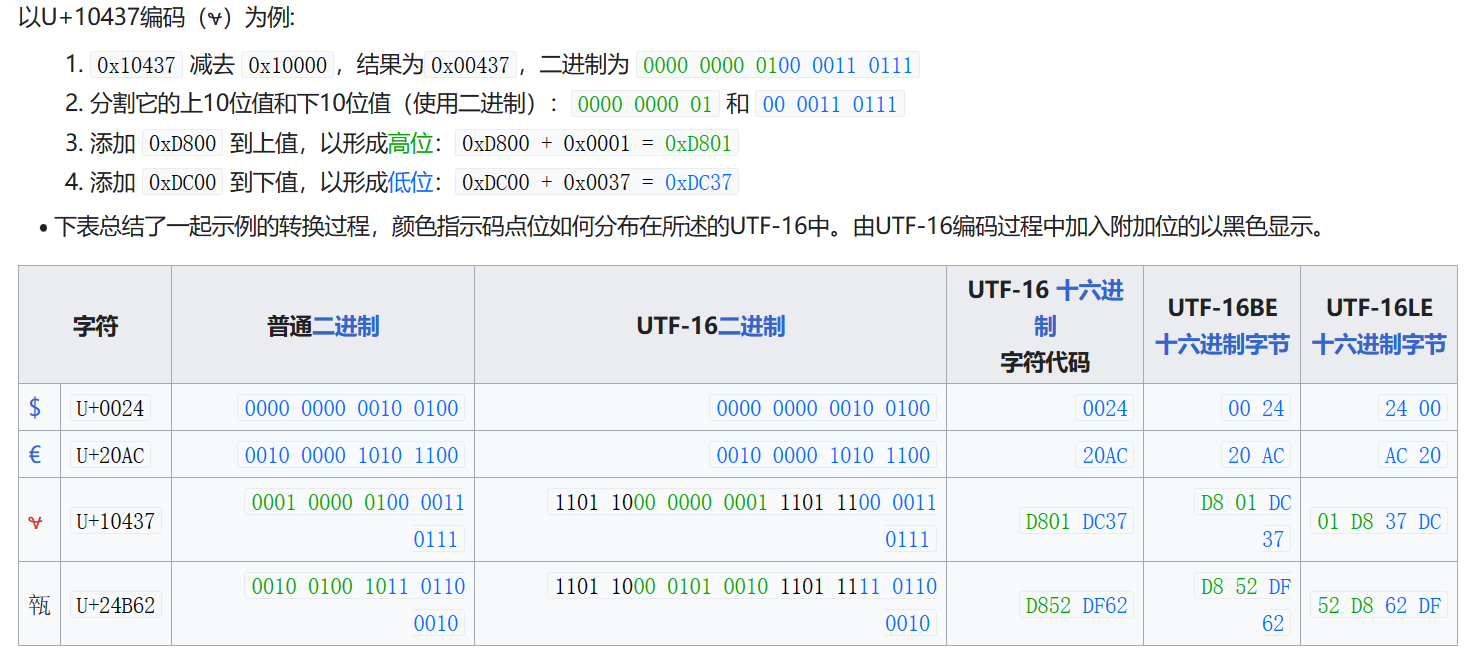 以U+10437编码（𐐷）为例:
1. 0x10437 减去 0x10000，结果为0x00437，二进制为 0000 0000 0100 0011 0111
2. 分割它的上10位值和下10位值（使用二进制）：0000 0000 01 和 00 0011 0111
3. 添加 0xD800 到上值，以形成高位：0xD800 + 0x0001 = 0xD801
4. 添加 0xDC00 到下值，以形成低位：0xDC00 + 0x0037 = 0xDC37
• 下表总结了一起示例的转换过程，颜色指示码点位如何分布在所述的UTF-16中。由UTF-16编码过程中加入附加位的以黑色显示。
字符 普通二进制 UTF-16二进制 UTF-16 十六进
制
字符代码 UTF-16BE
十六进制字节 UTF-16LE
十六进制字节
$ U+0024 0000 0000 0010 0100 0000 0000 0010 0100 0024 00 24 24 00
€ U+20AC 0010 0000 1010 1100 0010 0000 1010 1100 20AC 20 AC AC 20
𐐷 U+10437 0001 0000 0100 0011
0111 1101 1000 0000 0001 1101 1100 0011
0111 D801 DC37 D8 01 DC
37 01 D8 37 DC
𤭢 U+24B62 0010 0100 1011 0110
0010 1101 1000 0101 0010 1101 1111 0110
0010 D852 DF62 D8 52 DF
62 52 D8 62 DF